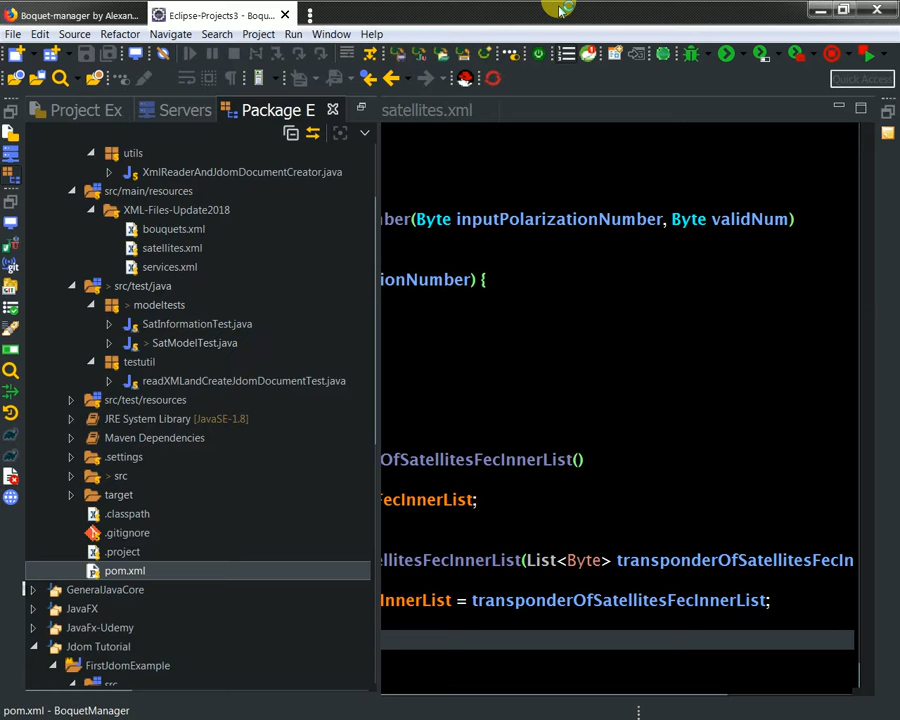 Boquet-manager by Alexan...
Eclipse-Projects3 - Boqu...
File Edit Source Refactor Navigate Search Project Run Window Help
Quick Access
Project Ex Servers Package E satellites.xml
utils
XmlReaderAndJdomDocumentCreator.java
src/main/resources
XML-Files-Update2018
bouquets.xml
satellites.xml
services.xml
> src/test/java
> modeltests
SatInformationTest.java
> SatModelTest.java
testutil
readXMLandCreateJdomDocumentTest.java
src/test/resources
JRE System Library [JavaSE-1.8]
Maven Dependencies
.settings
> src
target
.classpath
.gitignore
.project
pom.xml
GeneralJavaCore
JavaFX
JavaFx-Udemy
Jdom Tutorial
FirstJdomExample
src
ber(Byte inputPolarizationNumber, Byte validNum)
ionNumber) {
OfSatellitesFecInnerList()
FecInnerList;
llitesFecInnerList(List<Byte> transponderOfSatellitesFecIn
InnerList = transponderOfSatellitesFecInnerList;
pom.xml - BoquetManager